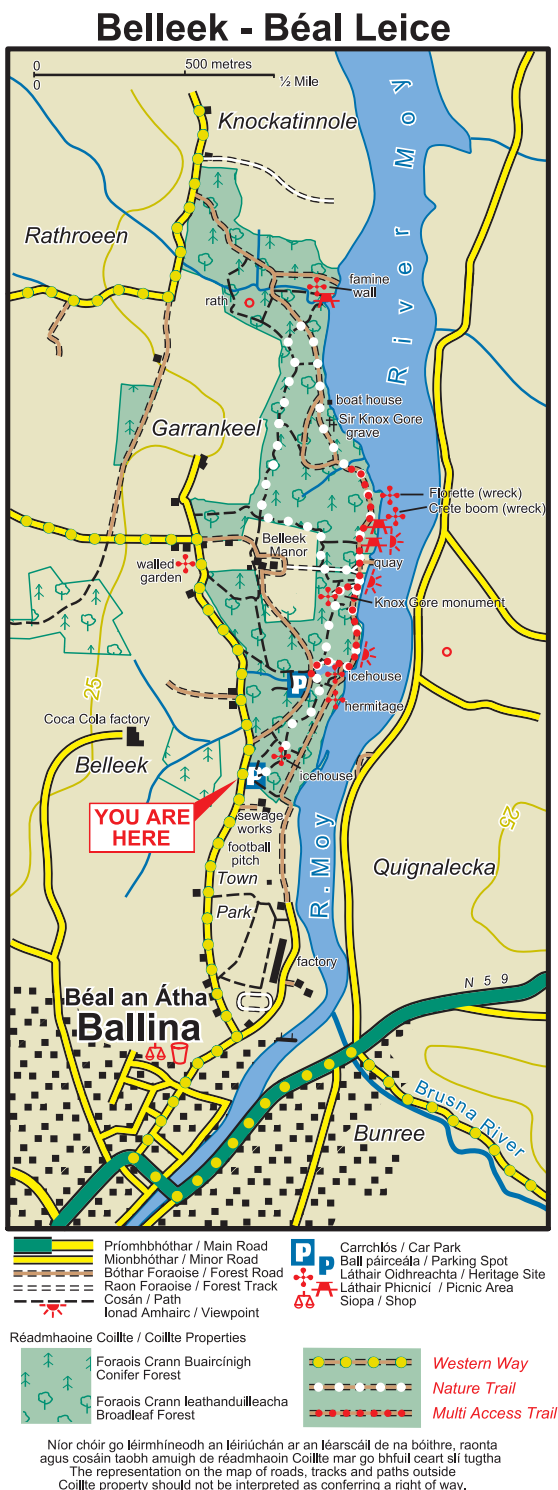 Belleek - Béal Leice
0 500 metres
0 ½ Mile
Knockatinnole
River Moy
Rathroeen
famine
wall
rath
boat house
Sir Knox Gore
grave
Garrankeel
Florette (wreck)
Crete boom (wreck)
Belleek
Manor
walled
garden
quay
Knox Gore monument
P
icehouse
25
hermitage
Coca Cola factory
Belleek
icehouse
P
YOU ARE
HERE
sewage
works
25
football
pitch
R. Moy
Quignalecka
Town
Park
factory
N59
Béal an Átha
Ballina
Brusna River
Bunree
Príomhbhóthar / Main Road
Mionbhóthar / Minor Road
Bóthar Foraoise / Forest Road
Raon Foraoise / Forest Track
Cosán / Path
Ionad Amhairc / Viewpoint
P
P
Carrchlós / Car Park
Ball páirceála / Parking Spot
Láthair Oidhreachta / Heritage Site
Láthair Phicnicí / Picnic Area
Siopa / Shop
Réadmhaoine Coillte / Coillte Properties
Foraois Crann Buaircínigh
Conifer Forest
Foraois Crann leathanduilleacha
Broadleaf Forest
Western Way
Nature Trail
Multi Access Trail
Níor chóir go léirmhíneodh an léiriúchán ar an léarscáil de na bóithre, raonta
agus cosáin taobh amuigh de réadmhaoin Coillte mar go bhfuil ceart slí tugtha
The representation on the map of roads, tracks and paths outside
Coillte property should not be interpreted as conferring a right of way.